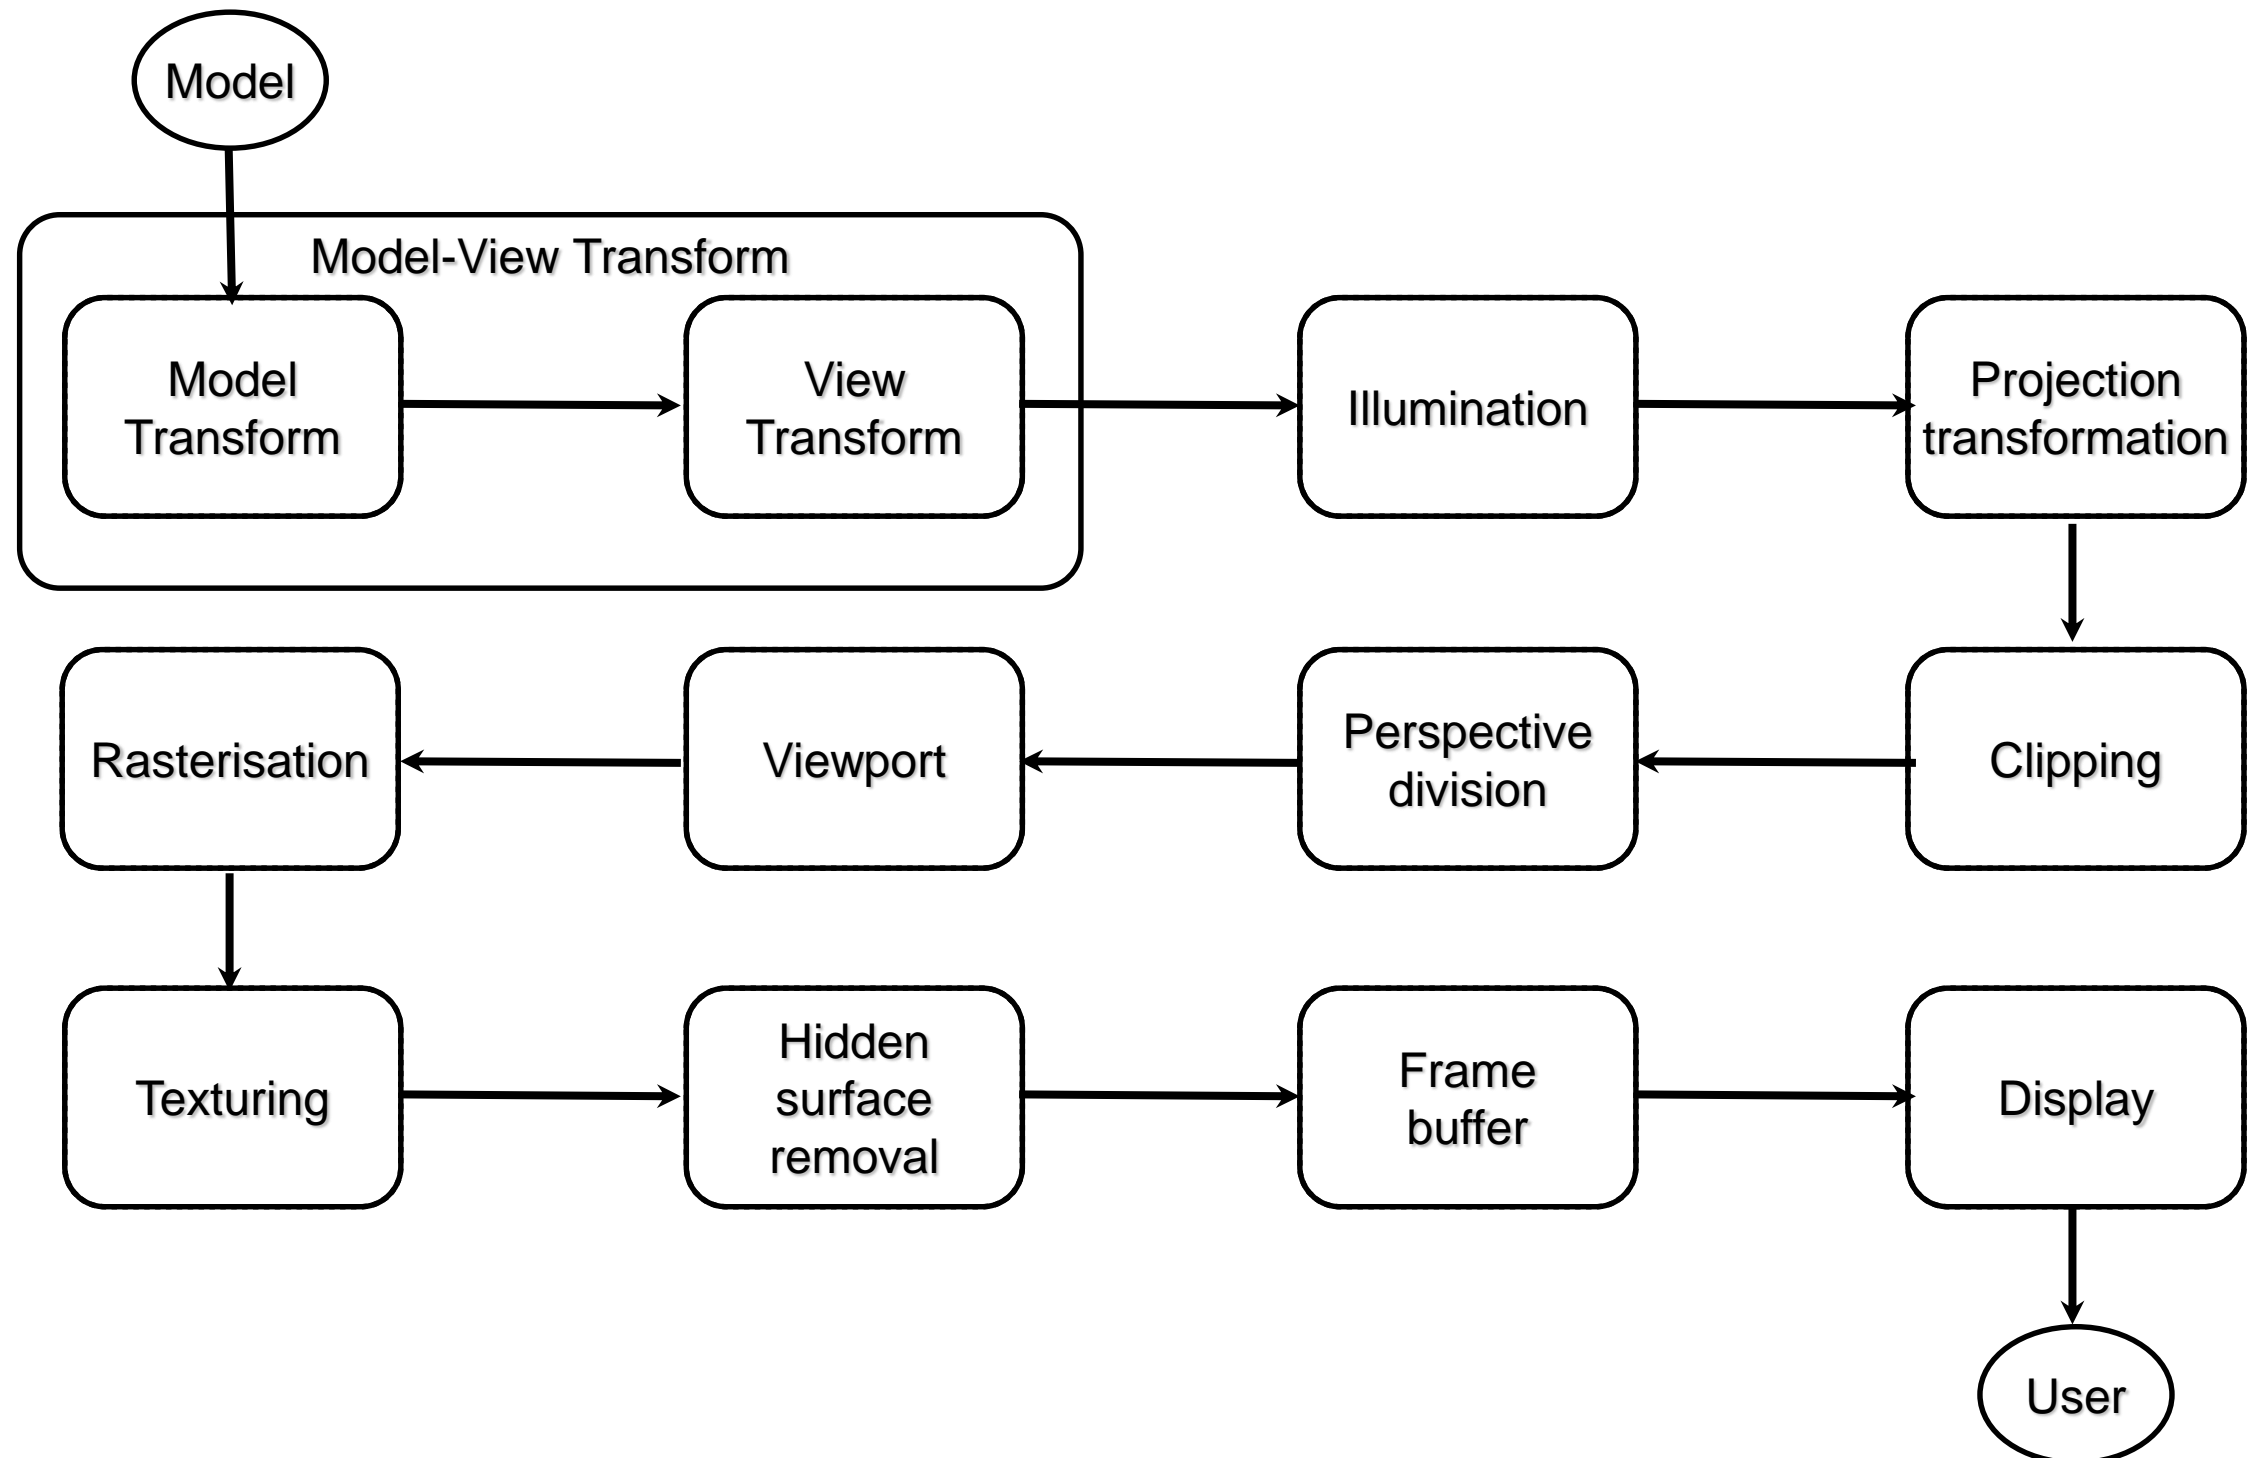 Model
Model-View Transform
Model
Transform
View
Transform
Illumination
Projection
transformation
Clipping
Perspective
division
Viewport
Rasterisation
Texturing
Hidden
surface
removal
Frame
buffer
Display
User